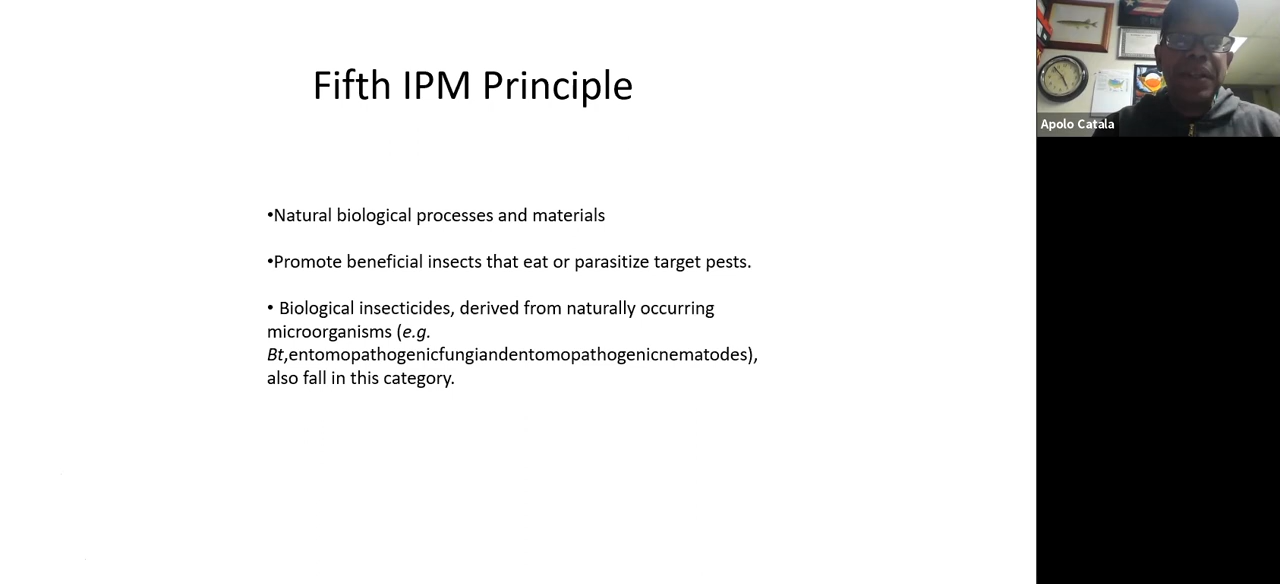 Fifth IPM Principle
•Natural biological processes and materials
•Promote beneficial insects that eat or parasitize target pests.
• Biological insecticides, derived from naturally occurring
microorganisms (e.g.
Bt,entomopathogenicfungiandentomopathogenicnematodes),
also fall in this category.
Apolo Catala